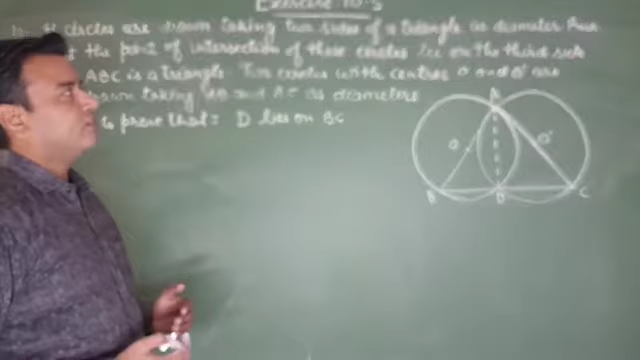 Exercise 10.5
If circles are drawn taking two sides of a triangle as diameter Prove
the point of intersection of these circles lie on the third side
ABC is a triangle. Two circles with centres O and O' are
drawn taking AB and AC as diameters
to prove that: D lies on BC
A
O O'
B D C